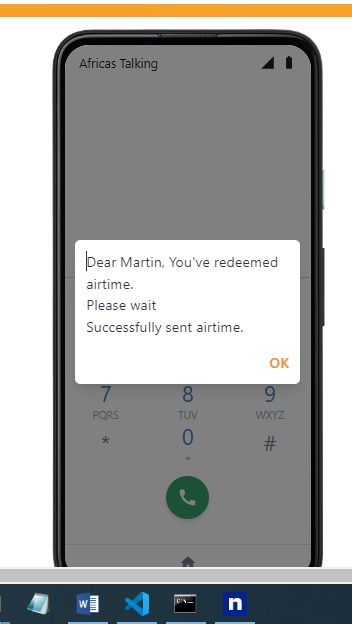 Africas Talking
Dear Martin, You've redeemed
airtime.
Please wait
Successfully sent airtime.
OK
7 8 9
PQRS TUV WXYZ
* 0 #
+
W
n